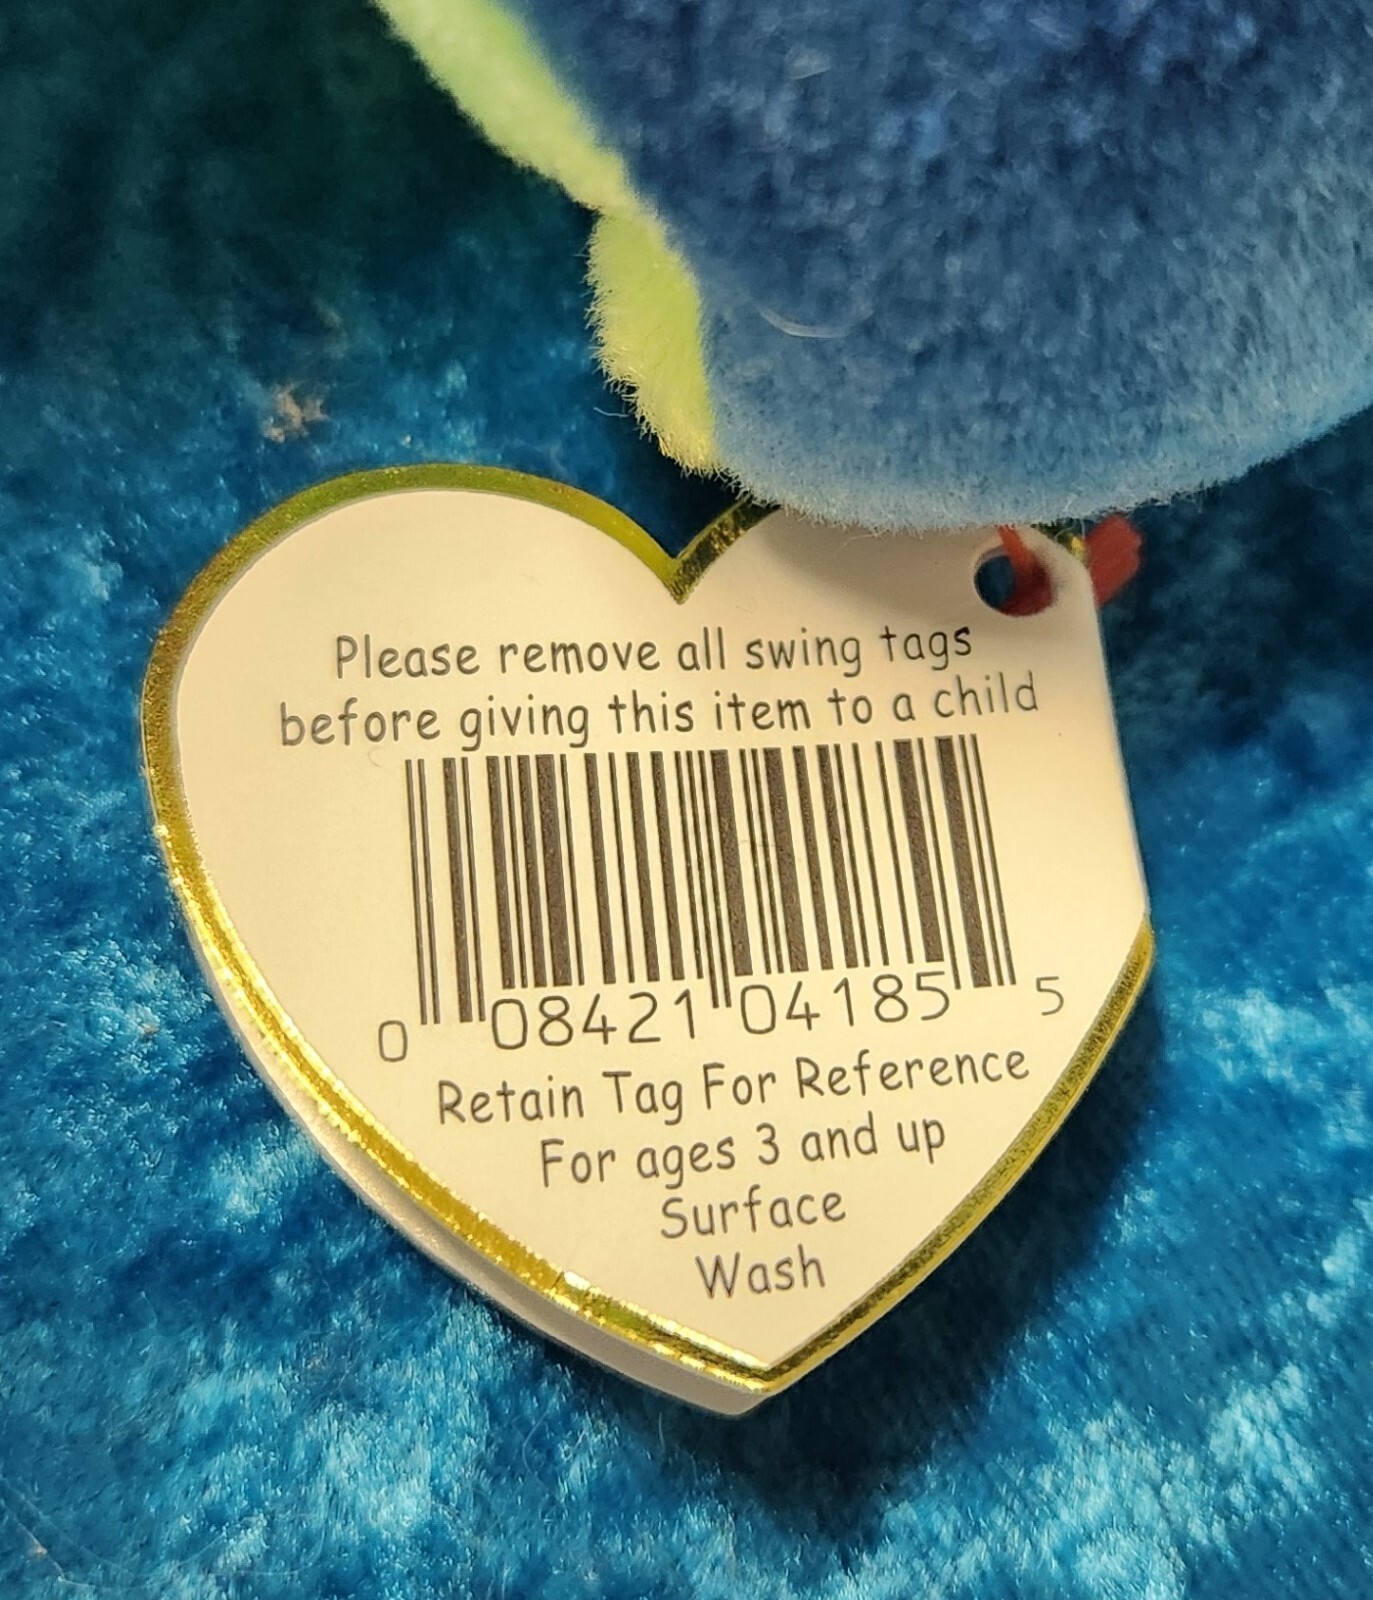 Please remove all swing tags
before giving this item to a child
0 08421 04185 5
Retain Tag For Reference
For ages 3 and up
Surface
Wash